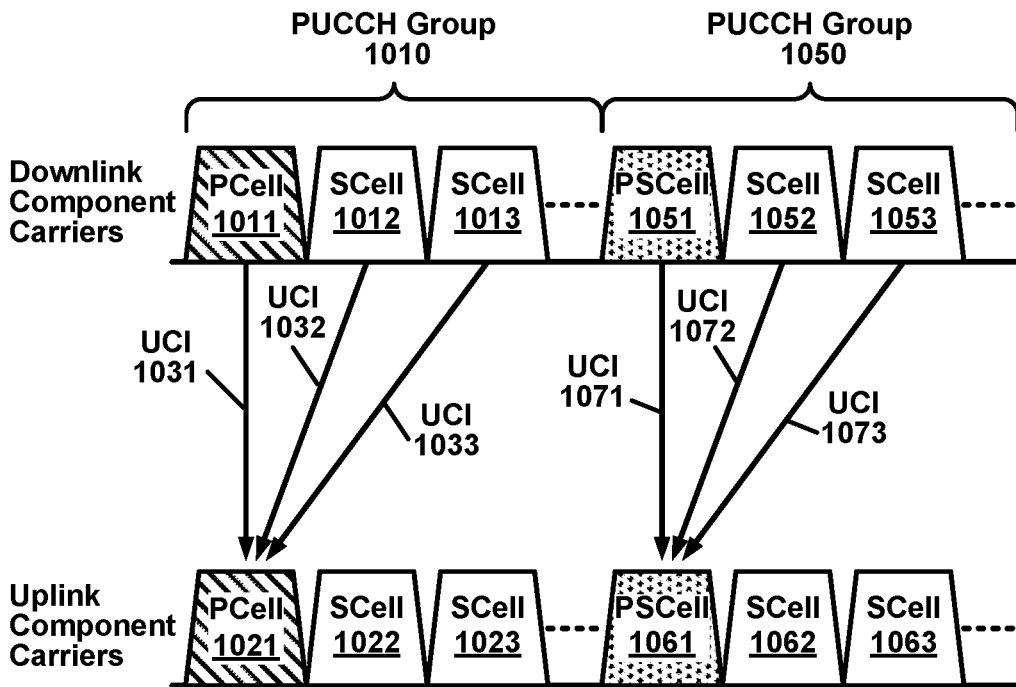 PUCCH Group
1010
PUCCH Group
1050
Downlink
Component
Carriers
PCell
1011
SCell
1012
SCell
1013
PSCell
1051
SCell
1052
SCell
1053
UCI
1031
UCI
1032
UCI
1033
UCI
1071
UCI
1072
UCI
1073
Uplink
Component
Carriers
PCell
1021
SCell
1022
SCell
1023
PSCell
1061
SCell
1062
SCell
1063